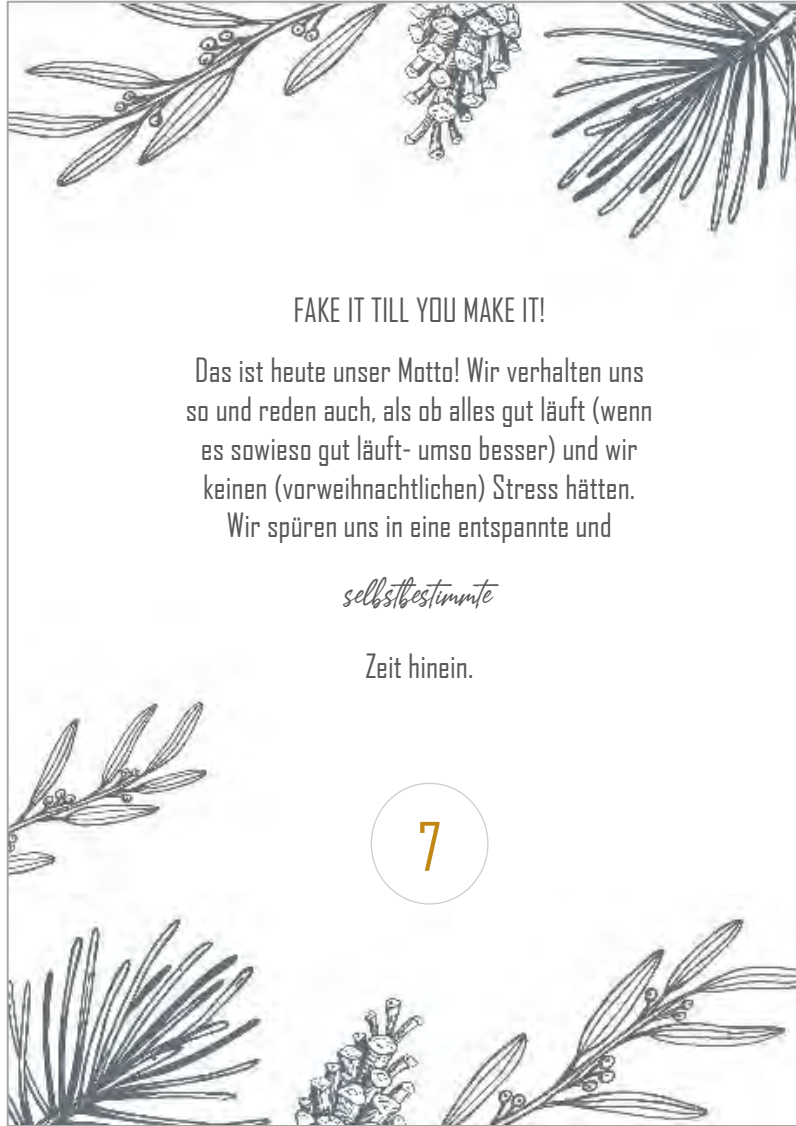 FAKE IT TILL YOU MAKE IT!
Das ist heute unser Motto! Wir verhalten uns
so und reden auch, als ob alles gut läuft (wenn
es sowieso gut läuft- umso besser) und wir
keinen (vorweihnachtlichen) Stress hätten.
Wir spüren uns in eine entspannte und
selbstbestimmte
Zeit hinein.
7